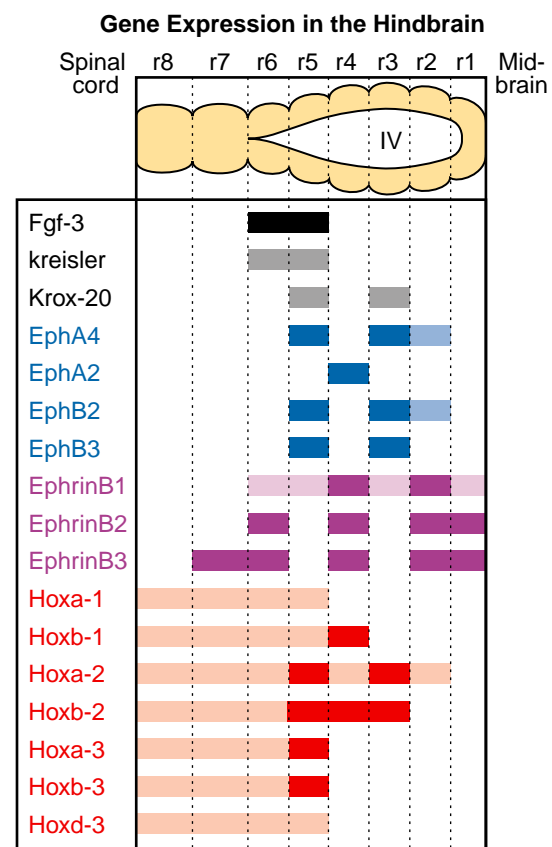 Gene Expression in the Hindbrain
Spinal cord r8 r7 r6 r5 r4 r3 r2 r1 Mid-brain
IV
Fgf-3
kreisler
Krox-20
EphA4
EphA2
EphB2
EphB3
EphrinB1
EphrinB2
EphrinB3
Hoxa-1
Hoxb-1
Hoxa-2
Hoxb-2
Hoxa-3
Hoxb-3
Hoxd-3